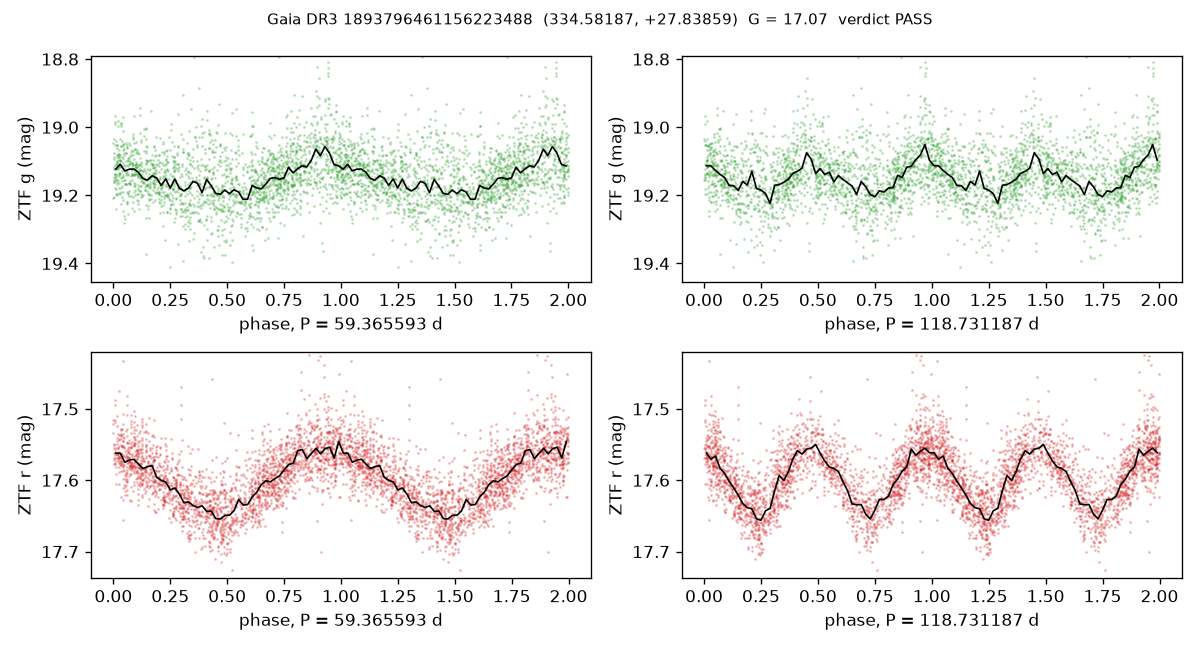 Gaia DR3 1893796461156223488  (334.58187, +27.83859)  G = 17.07  verdict PASS
18.8
19.0
19.2
19.4
ZTF g (mag)
0.00 0.25 0.50 0.75 1.00 1.25 1.50 1.75 2.00
phase, P = 59.365593 d
18.8
19.0
19.2
19.4
ZTF g (mag)
0.00 0.25 0.50 0.75 1.00 1.25 1.50 1.75 2.00
phase, P = 118.731187 d
17.5
17.6
17.7
ZTF r (mag)
0.00 0.25 0.50 0.75 1.00 1.25 1.50 1.75 2.00
phase, P = 59.365593 d
17.5
17.6
17.7
ZTF r (mag)
0.00 0.25 0.50 0.75 1.00 1.25 1.50 1.75 2.00
phase, P = 118.731187 d